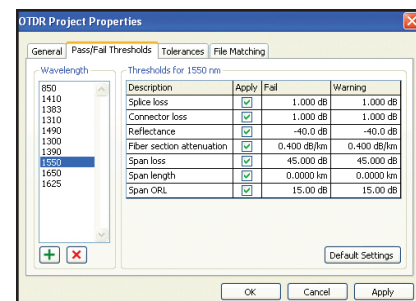 OTDR Project Properties
General Pass/Fail Thresholds Tolerances File Matching
Wavelength
850
1410
1383
1310
1490
1300
1390
1550
1650
1625
Thresholds for 1550 nm
Description Apply Fail Warning
Splice loss 1.000 dB 1.000 dB
Connector loss 1.000 dB 1.000 dB
Reflectance -40.0 dB -40.0 dB
Fiber section attenuation 0.400 dB/km 0.400 dB/km
Span loss 45.000 dB 45.000 dB
Span length 0.0000 km 0.0000 km
Span ORL 15.00 dB 15.00 dB
Default Settings
OK Cancel Apply